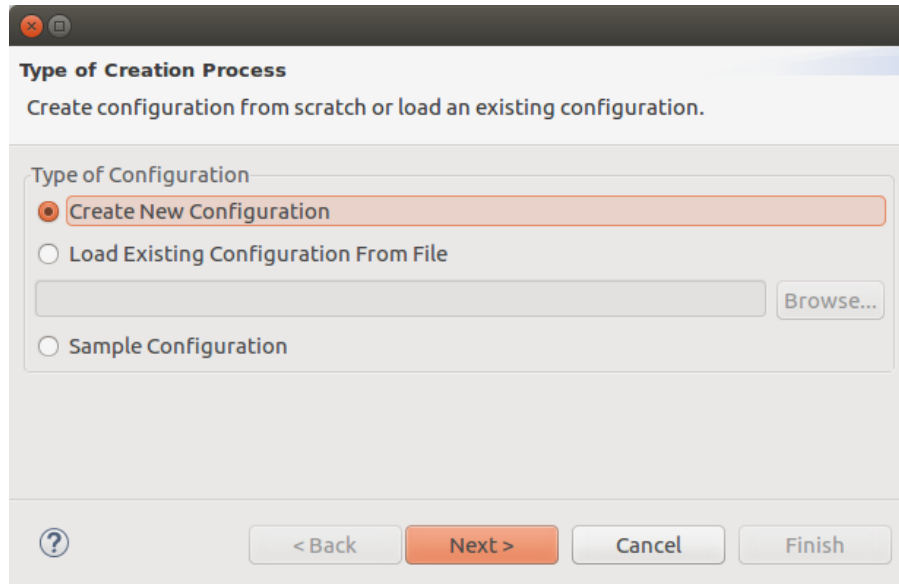 Type of Creation Process
Create configuration from scratch or load an existing configuration.
Type of Configuration
Create New Configuration
Load Existing Configuration From File
Browse...
Sample Configuration
?
< Back
Next >
Cancel
Finish